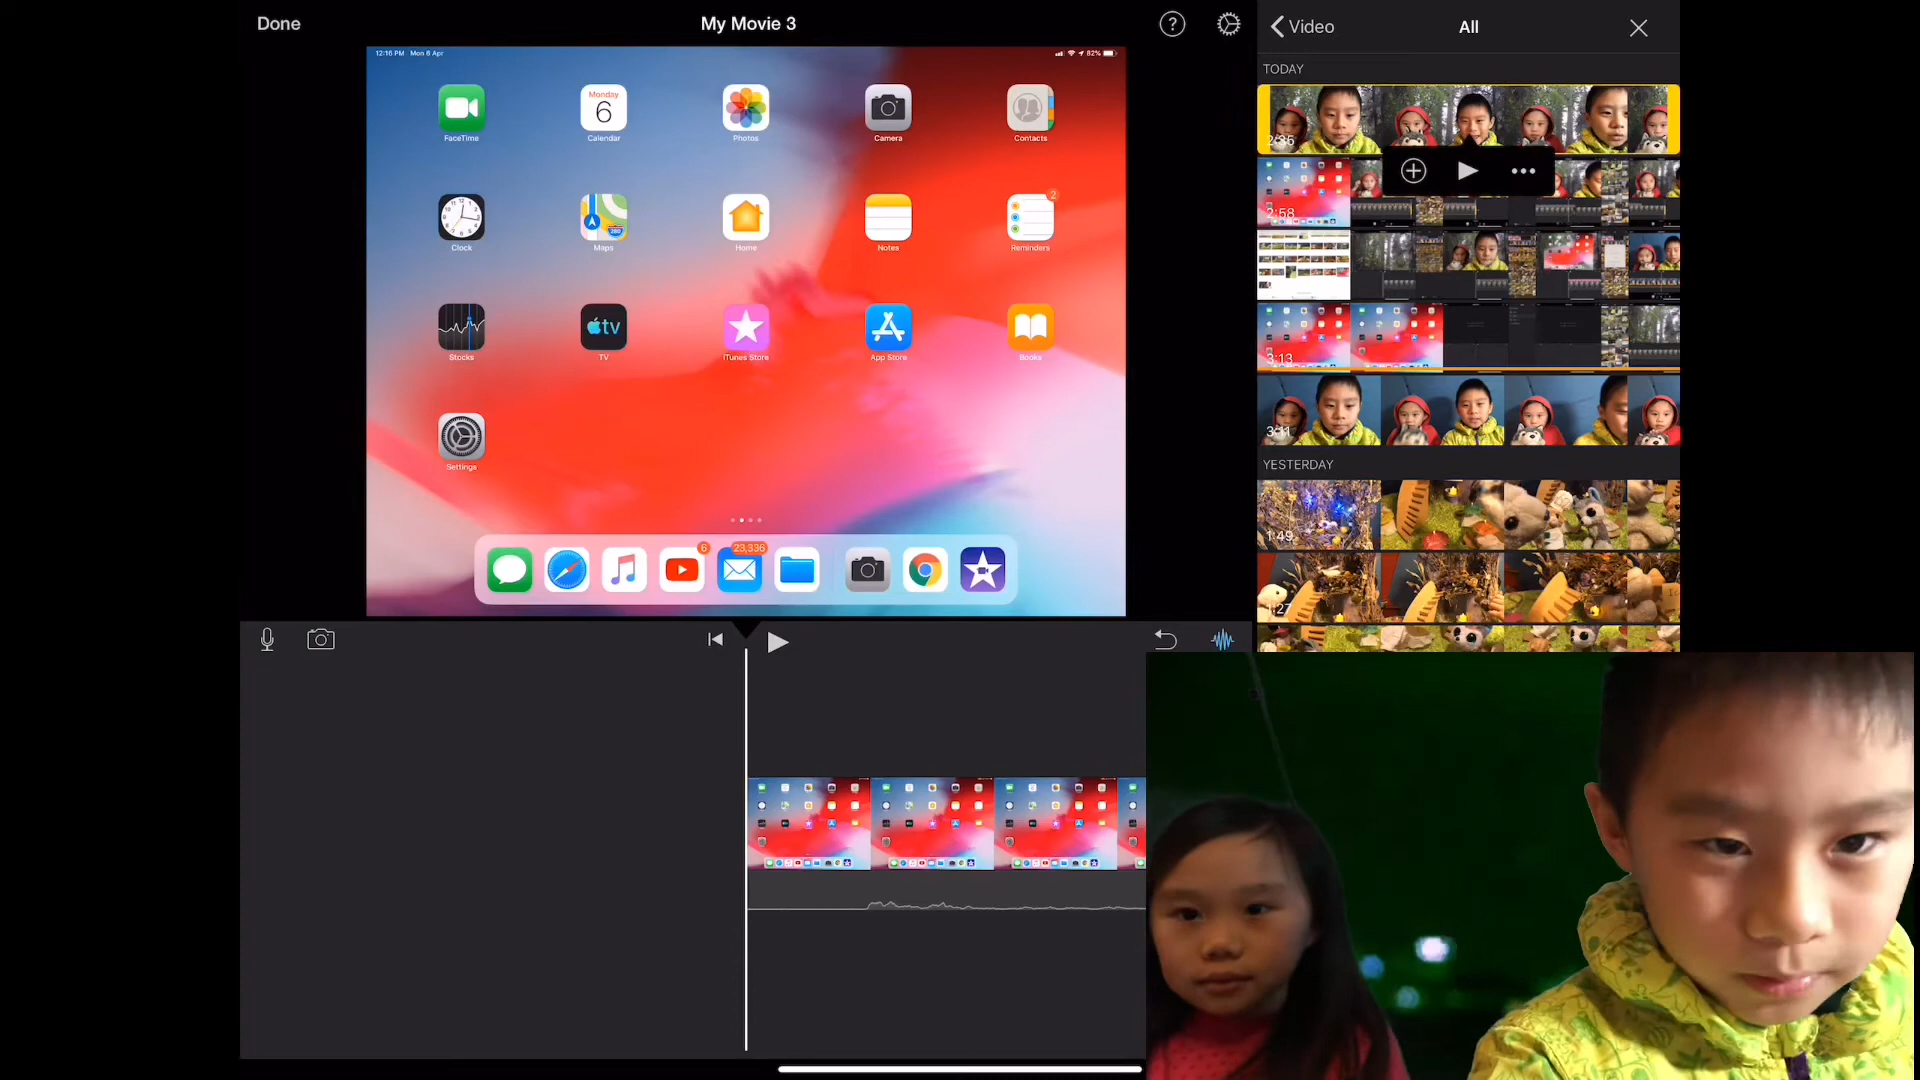 Done
My Movie 3
?
Video
All
12:16 PM Mon 6 Apr
82%
FaceTime
Monday
6
Calendar
Photos
Camera
Contacts
Clock
280
Maps
Home
Notes
2
Reminders
Stocks
tv
TV
iTunes Store
App Store
Books
Settings
6
23,336
TODAY
2:35
2:58
3:13
3:11
YESTERDAY
1:49
1:27